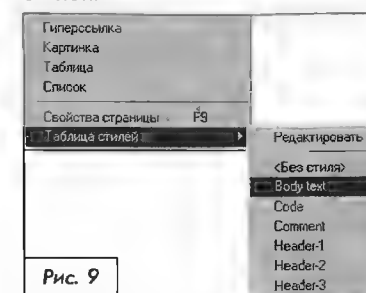 Гиперссылка
Картинка
Таблица
Список
Свойства страницы F9
Таблица стилей
Редактировать
<Без стиля>
Body text
Code
Comment
Header-1
Header-2
Header-3
Рис. 9